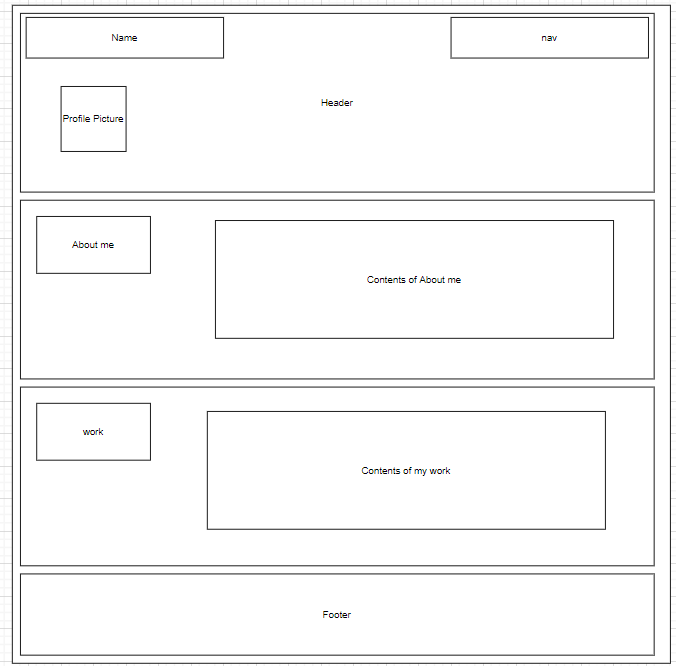 Name
nav
Header
Profile Picture
About me
Contents of About me
work
Contents of my work
Footer